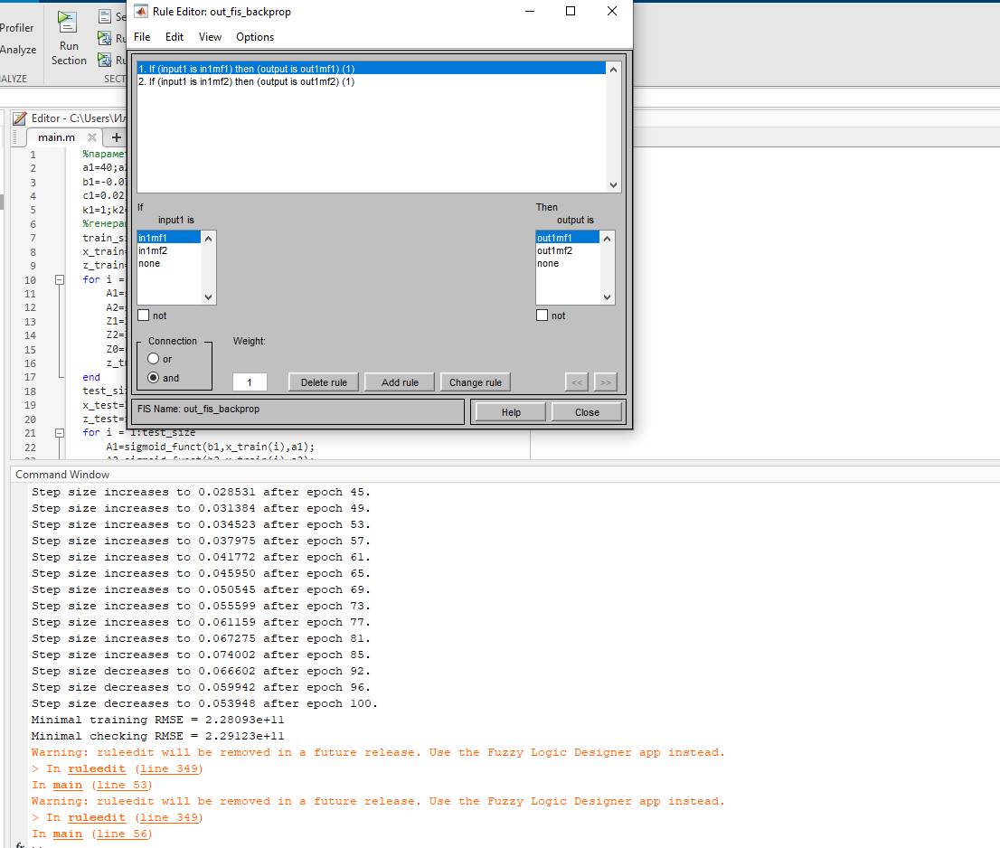 Rule Editor: out_fis_backprop
File Edit View Options
Profiler
Analyze
Run
Section
Se
Ru
Ru
ALYZE
SECT
1. If (input1 is in1mf1) then (output is out1mf1) (1)
2. If (input1 is in1mf2) then (output is out1mf2) (1)
If
input1 is
Then
output is
in1mf1
in1mf2
none
out1mf1
out1mf2
none
not
not
Connection
or
and
Weight:
1
Delete rule
Add rule
Change rule
<<
>>
FIS Name: out_fis_backprop
Help
Close
Editor - C:\Users\Ил
main.m
1 %парамет
2 a1=40;a
3 b1=-0.0
4 c1=0.02
5 k1=1;k2=
6 %генерац
7 train_s
8 x_train=
9 z_train=
10 for i =
11 A1=s
12 A2=s
13 Z1=
14 Z2=
15 Z0=
16 z_t
17 end
18 test_si
19 x_test=
20 z_test=
21 for i = 1:test_size
22 A1=sigmoid_funct(b1,x_train(i),a1);
Command Window
Step size increases to 0.028531 after epoch 45.
Step size increases to 0.031384 after epoch 49.
Step size increases to 0.034523 after epoch 53.
Step size increases to 0.037975 after epoch 57.
Step size increases to 0.041772 after epoch 61.
Step size increases to 0.045950 after epoch 65.
Step size increases to 0.050545 after epoch 69.
Step size increases to 0.055599 after epoch 73.
Step size increases to 0.061159 after epoch 77.
Step size increases to 0.067275 after epoch 81.
Step size increases to 0.074002 after epoch 85.
Step size decreases to 0.066602 after epoch 92.
Step size decreases to 0.059942 after epoch 96.
Step size decreases to 0.053948 after epoch 100.
Minimal training RMSE = 2.28093e+11
Minimal checking RMSE = 2.29123e+11
Warning: ruleedit will be removed in a future release. Use the Fuzzy Logic Designer app instead.
> In ruleedit (line 349)
In main (line 53)
Warning: ruleedit will be removed in a future release. Use the Fuzzy Logic Designer app instead.
> In ruleedit (line 349)
In main (line 56)